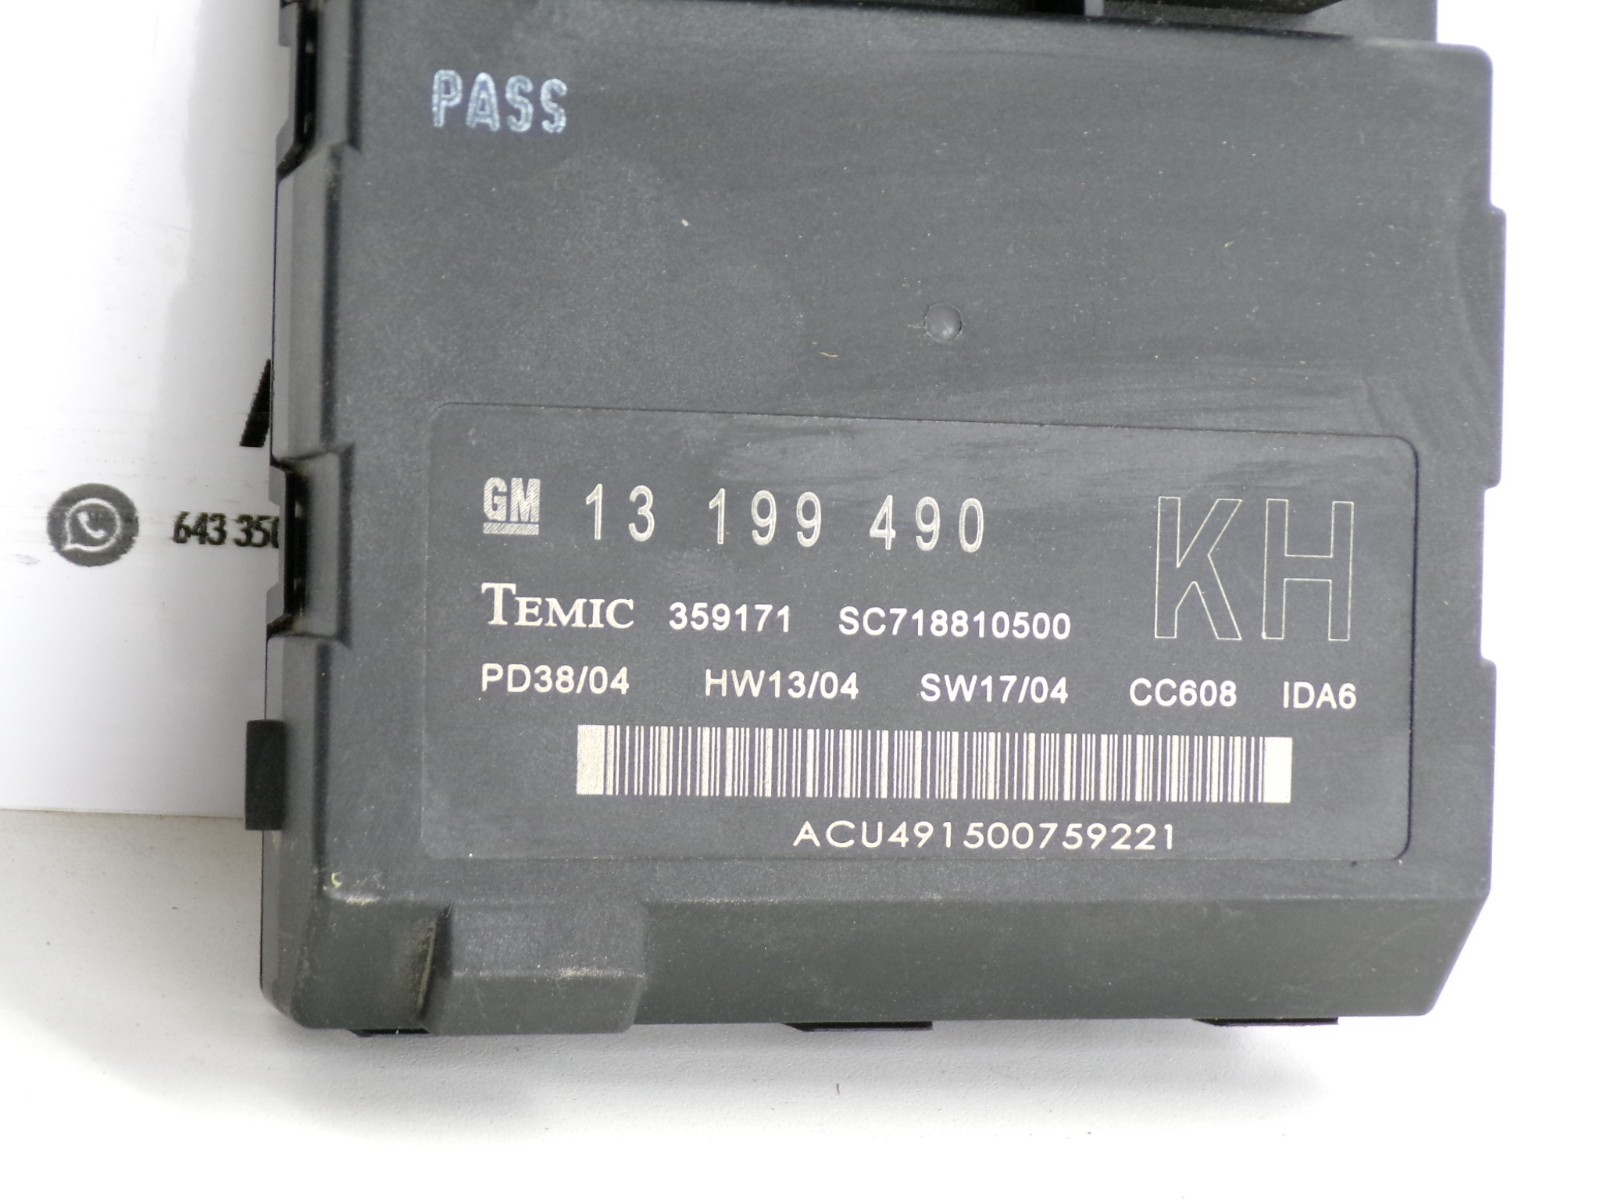 PASS
GM 13 199 490 KH
TEMIC 359171 SC718810500
PD38/04 HW13/04 SW17/04 CC608 IDA6
ACU491500759221
643 350